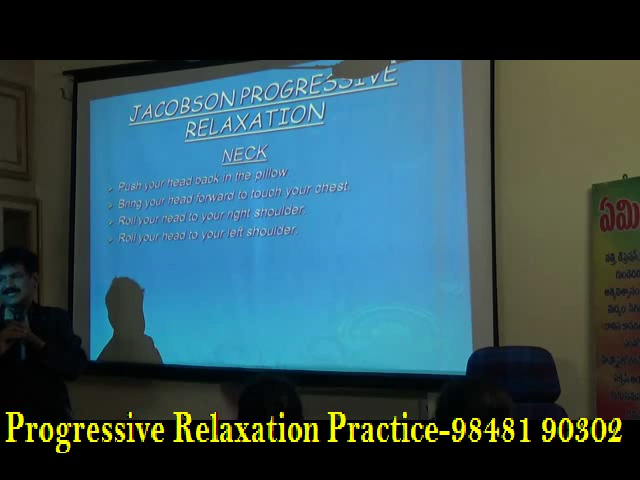 JACOBSON PROGRESSIVE
RELAXATION
NECK
Push your head back in the pillow
Bring your head forward to touch your chest.
Roll your head to your right shoulder.
Roll your head to your left shoulder.
ఏమి
Progressive Relaxation Practice-98481 90302